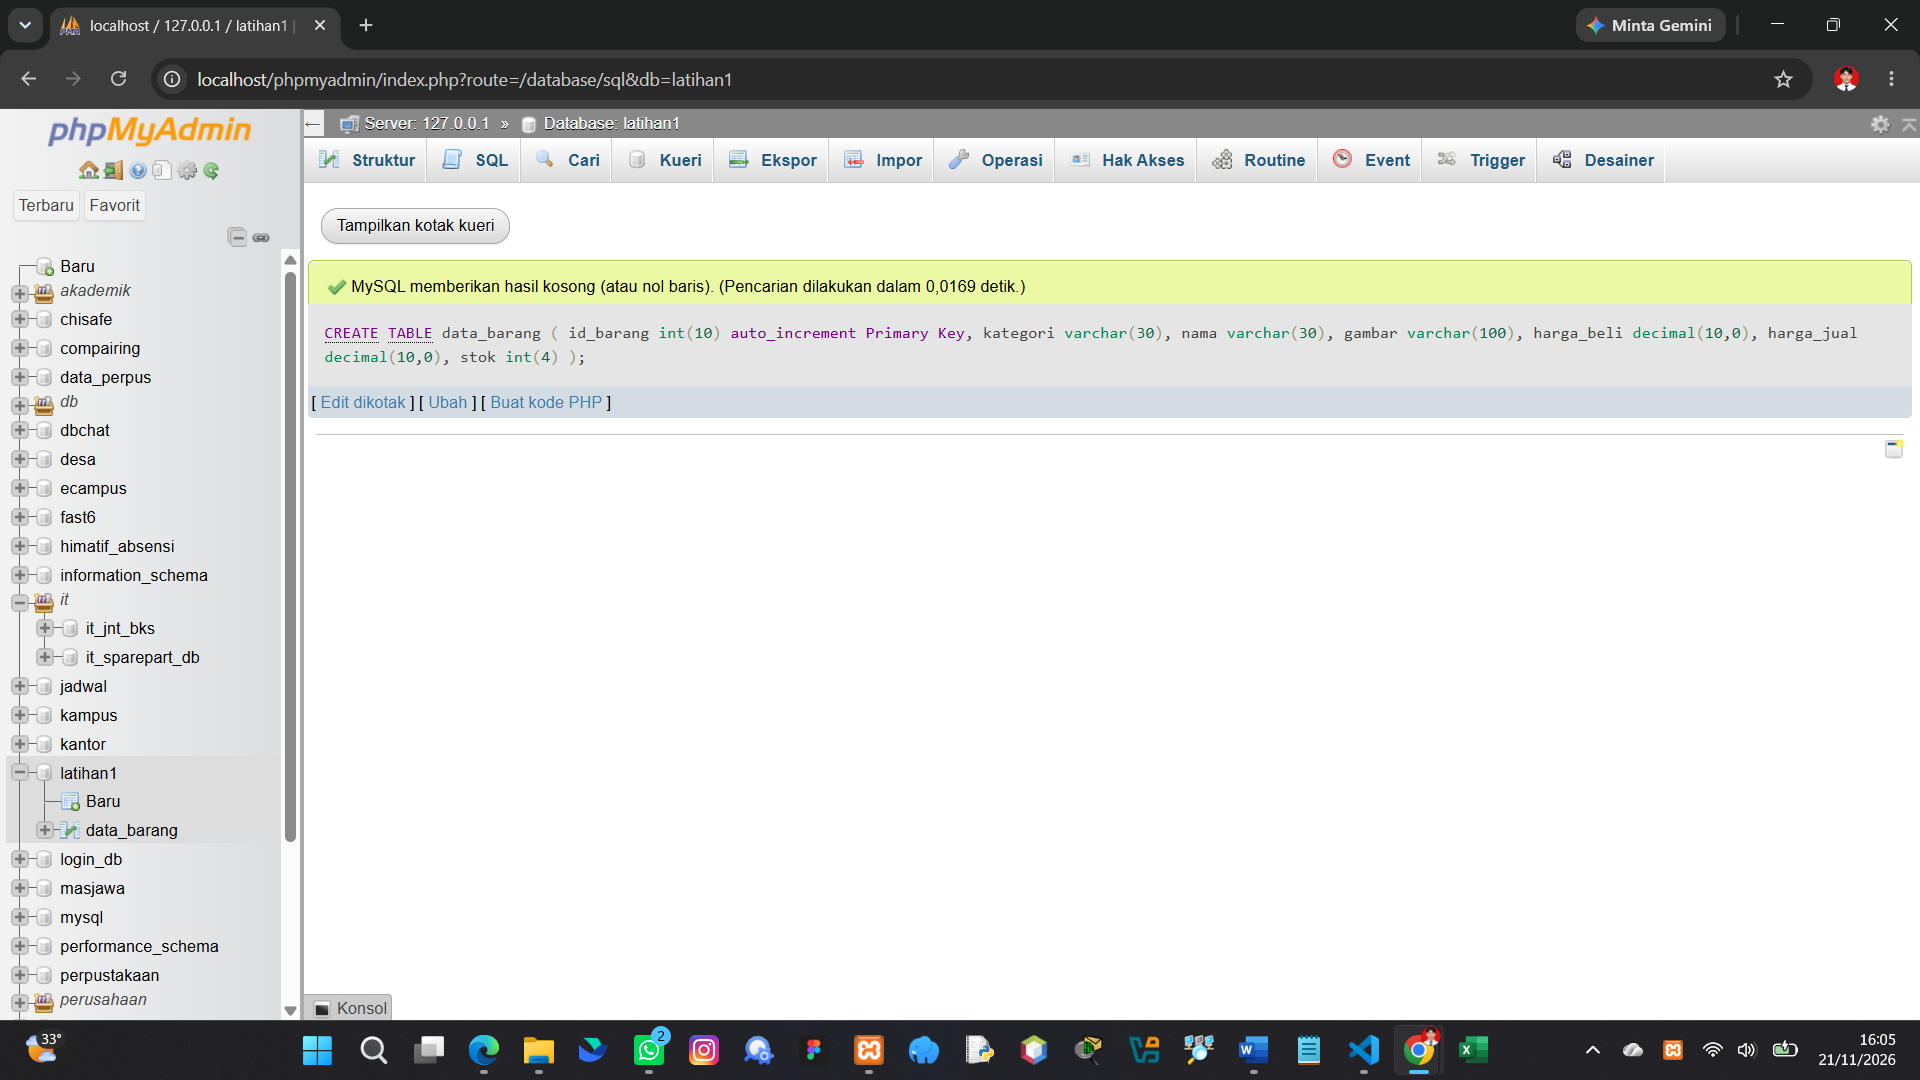 localhost / 127.0.0.1 / latihan1 |
Minta Gemini
localhost/phpmyadmin/index.php?route=/database/sql&db=latihan1
phpMyAdmin
Terbaru
Favorit
Baru
akademik
chisafe
compairing
data_perpus
db
dbchat
desa
ecampus
fast6
himatif_absensi
information_schema
it
it_jnt_bks
it_sparepart_db
jadwal
kampus
kantor
latihan1
Baru
data_barang
login_db
masjawa
mysql
performance_schema
perpustakaan
perusahaan
Server: 127.0.0.1 » Database: latihan1
Struktur SQL Cari Kueri Ekspor Impor Operasi Hak Akses Routine Event Trigger Desainer
Tampilkan kotak kueri
MySQL memberikan hasil kosong (atau nol baris). (Pencarian dilakukan dalam 0,0169 detik.)
CREATE TABLE data_barang ( id_barang int(10) auto_increment Primary Key, kategori varchar(30), nama varchar(30), gambar varchar(100), harga_beli decimal(10,0), harga_jual
decimal(10,0), stok int(4) );
[ Edit dikotak ] [ Ubah ] [ Buat kode PHP ]
Konsol
33°
2
16:05
21/11/2026